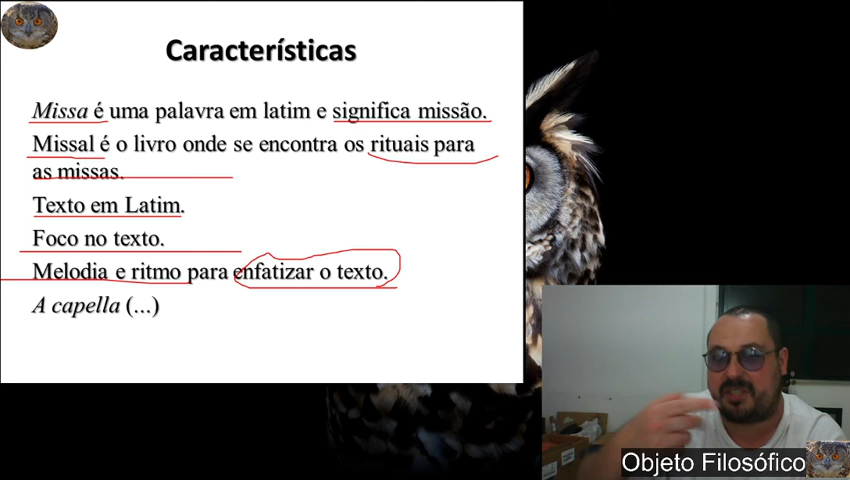 Características
Missa é uma palavra em latim e significa missão.
Missal é o livro onde se encontra os rituais para
as missas.
Texto em Latim.
Foco no texto.
Melodia e ritmo para enfatizar o texto.
A capella (...)
Objeto Filosófico